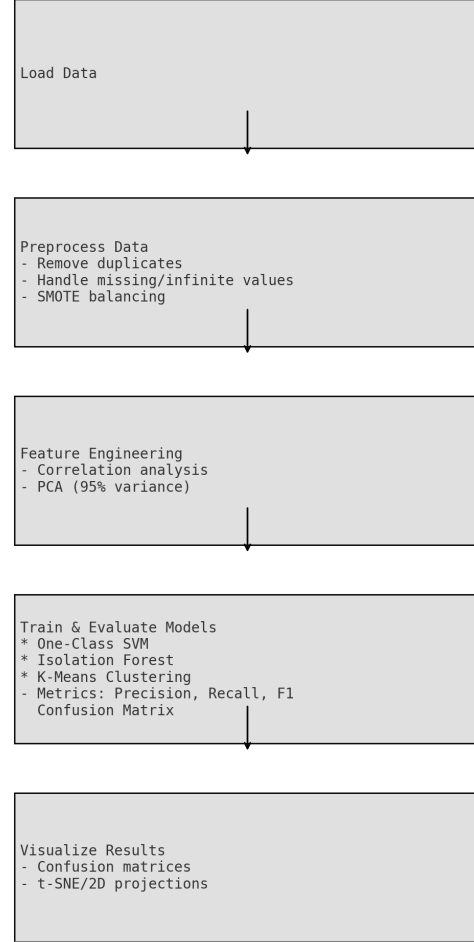 Load Data
Preprocess Data
- Remove duplicates
- Handle missing/infinite values
- SMOTE balancing
Feature Engineering
- Correlation analysis
- PCA (95% variance)
Train & Evaluate Models
* One-Class SVM
* Isolation Forest
* K-Means Clustering
- Metrics: Precision, Recall, F1
  Confusion Matrix
Visualize Results
- Confusion matrices
- t-SNE/2D projections